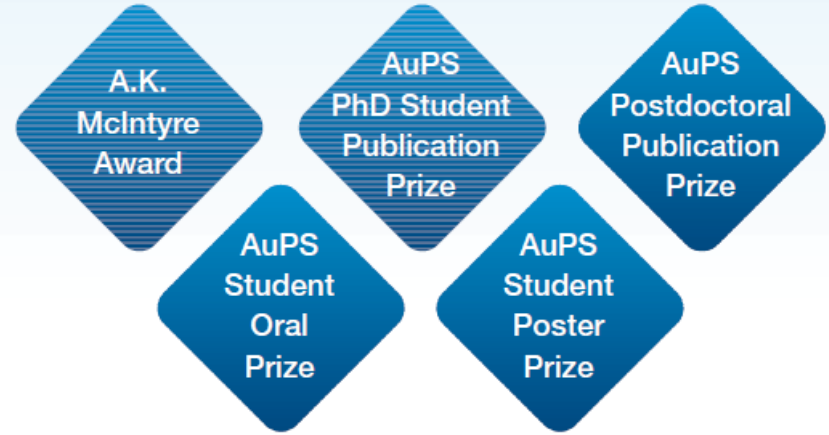 A.K.
McIntyre
Award
AuPS
PhD Student
Publication
Prize
AuPS
Postdoctoral
Publication
Prize
AuPS
Student
Oral
Prize
AuPS
Student
Poster
Prize